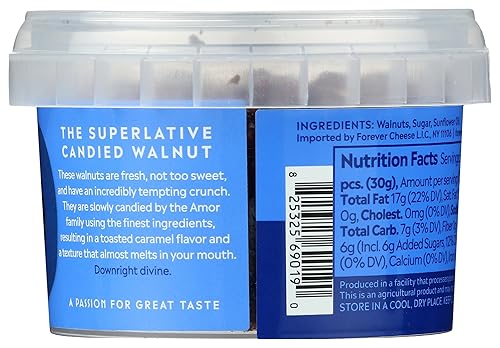 THE SUPERLATIVE
CANDIED WALNUT
These walnuts are fresh, not too sweet,
and have an incredibly tempting crunch.
They are slowly candied by the Amor
family using the finest ingredients,
resulting in a toasted caramel flavor and
a texture that almost melts in your mouth.
Downright divine.
A PASSION FOR GREAT TASTE
8 25325 69019 0
INGREDIENTS: Walnuts, Sugar, Sunflower
Imported by Forever Cheese L.I.C., NY 11106
Nutrition Facts Serving
pcs. (30g), Amount per serving,
Total Fat 17g (22% DV), Sat.
0g, Cholest. 0mg (0% DV),
Total Carb. 7g (3% DV),
6g (Incl. 6g Added Sugars,
(0% DV), Calcium (0% DV),
Produced in a facility that processes
This is an agricultural product and may
STORE IN A COOL, DRY PLACE